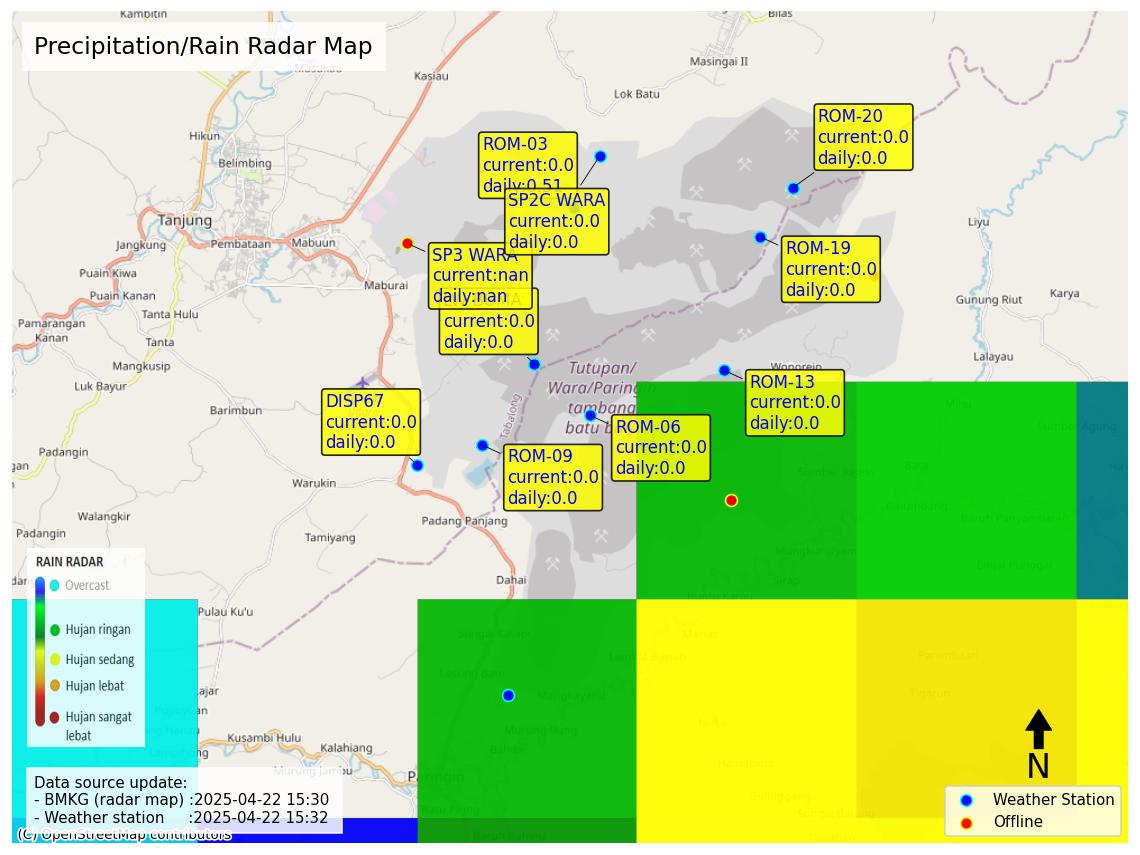 Kambitin
Bilas
Precipitation/Rain Radar Map
Masukau
Kasiau
Masingai II
Lok Batu
ROM-20
current:0.0
daily:0.0
Hikun
Belimbing
ROM-03
current:0.0
daily:0.51
SP2C WARA
current:0.0
daily:0.0
Tanjung
Jangkung
Pembataan
Mabuun
Liyu
ROM-19
current:0.0
daily:0.0
SP3 WARA
current:nan
daily:nan
Puain Kiwa
Maburai
Puain Kanan
Gunung Riut
Karya
Tanta Hulu
current:0.0
daily:0.0
Pamarangan
Kanan
Tanta
Lalayau
Mangkusip
Wonorejo
Tutupan/
Wara/Paringin
tambang
batu b
Luk Bayur
ROM-13
current:0.0
daily:0.0
DISP67
current:0.0
daily:0.0
Barimbun
Tabalong
ROM-06
current:0.0
daily:0.0
Padangin
ROM-09
current:0.0
daily:0.0
Warukin
Walangkir
Padang Panjang
Padangin
Tamiyang
Dahai
RAIN RADAR
Overcast
Hujan ringan
Hujan sedang
Hujan lebat
Hujan sangat
lebat
Pulau Ku'u
Mangkayahu
Murung Ilung
Kusambi Hulu
Kalahiang
Murung Jambu
Paringin
N
Data source update:
- BMKG (radar map) :2025-04-22 15:30
- Weather station :2025-04-22 15:32
(C) OpenStreetMap contributors
Weather Station
Offline